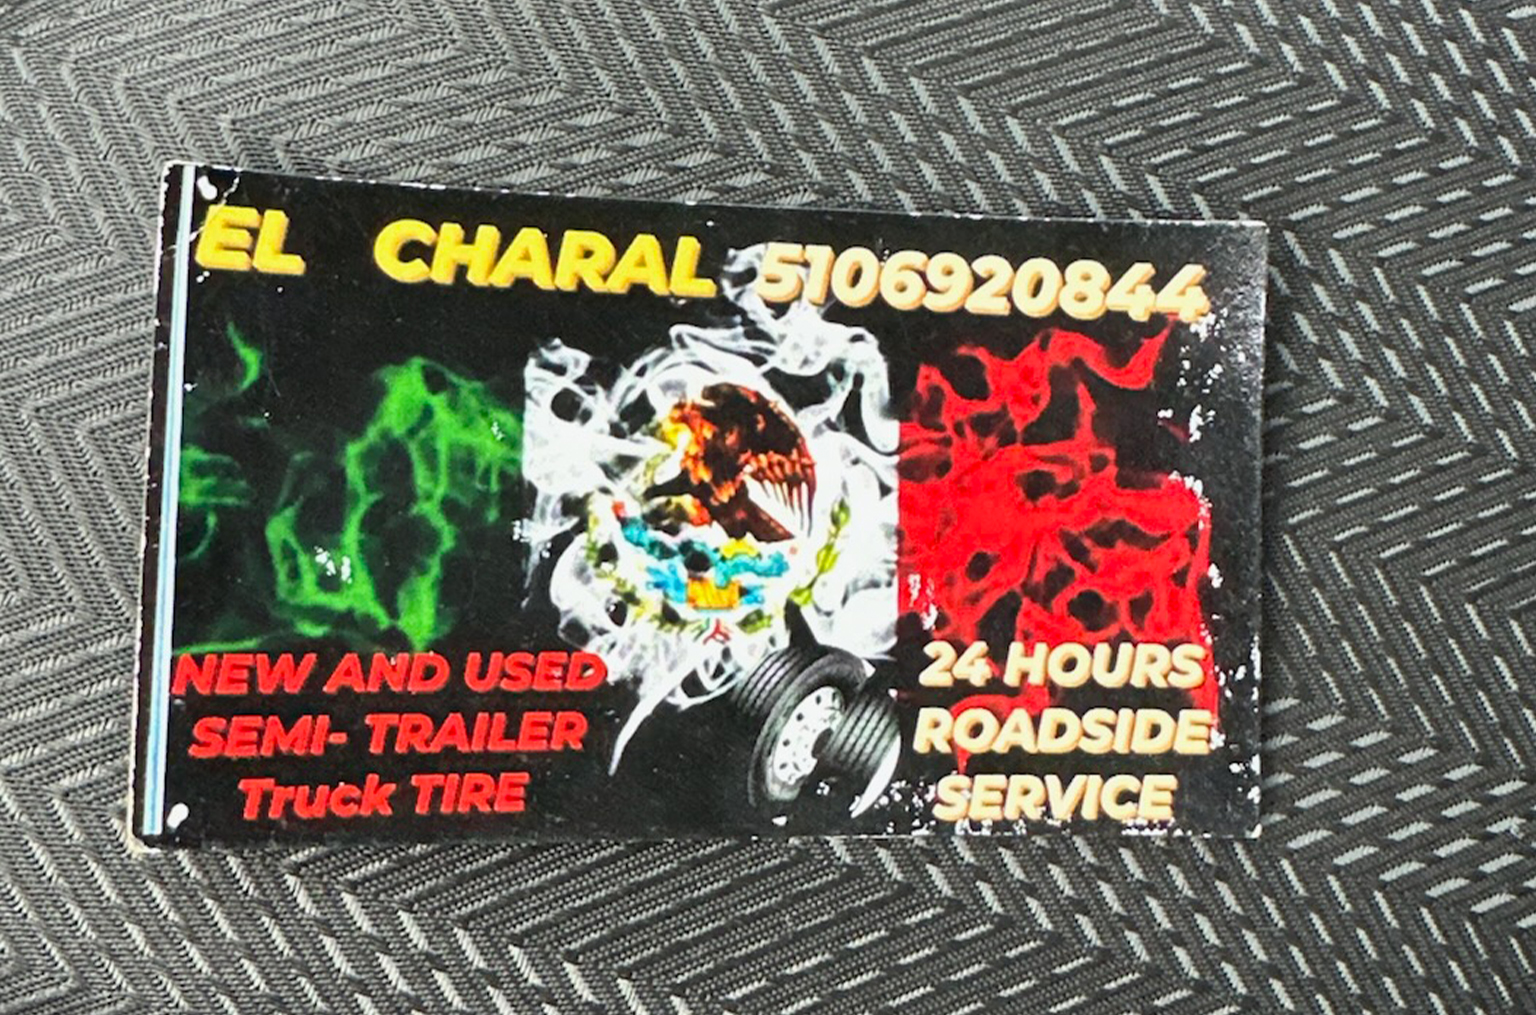 EL CHARAL 5106920844
NEW AND USED
SEMI- TRAILER
Truck TIRE
24 HOURS
ROADSIDE
SERVICE